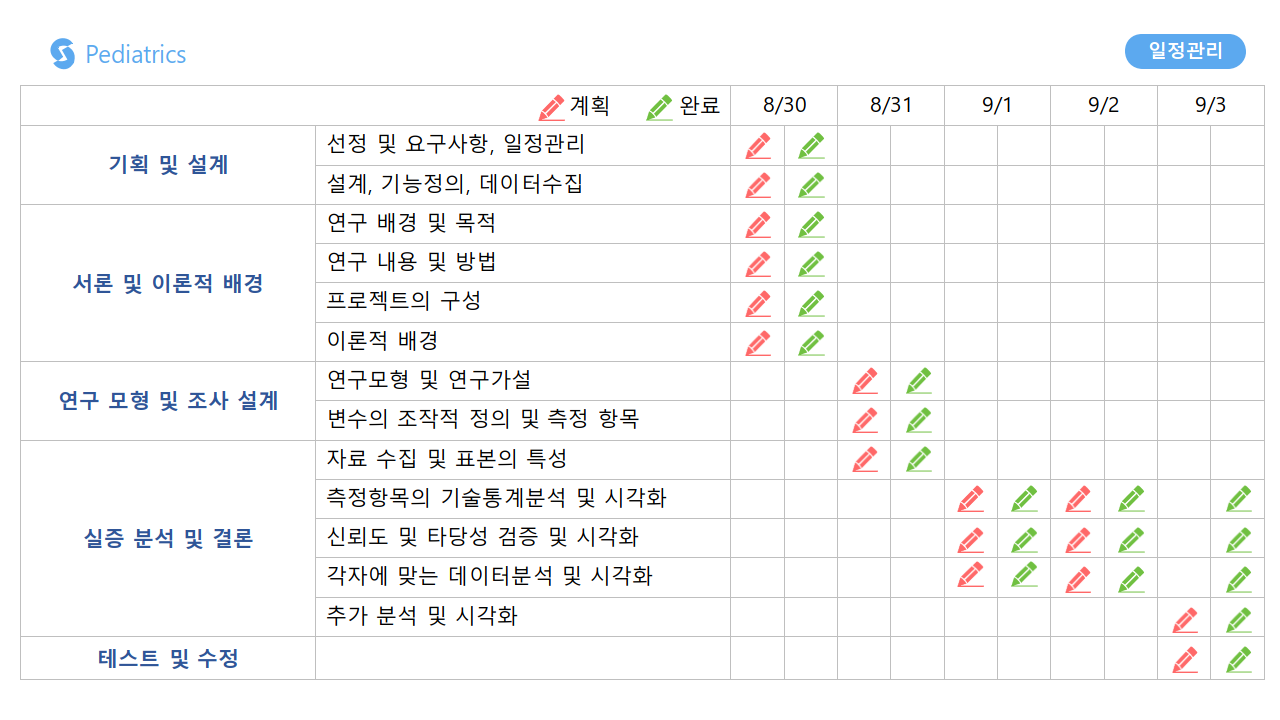 Pediatrics
일정관리
계획 완료 8/30 8/31 9/1 9/2 9/3
기획 및 설계
선정 및 요구사항, 일정관리
설계, 기능정의, 데이터수집
서론 및 이론적 배경
연구 배경 및 목적
연구 내용 및 방법
프로젝트의 구성
이론적 배경
연구 모형 및 조사 설계
연구모형 및 연구가설
변수의 조작적 정의 및 측정 항목
실증 분석 및 결론
자료 수집 및 표본의 특성
측정항목의 기술통계분석 및 시각화
신뢰도 및 타당성 검증 및 시각화
각자에 맞는 데이터분석 및 시각화
추가 분석 및 시각화
테스트 및 수정